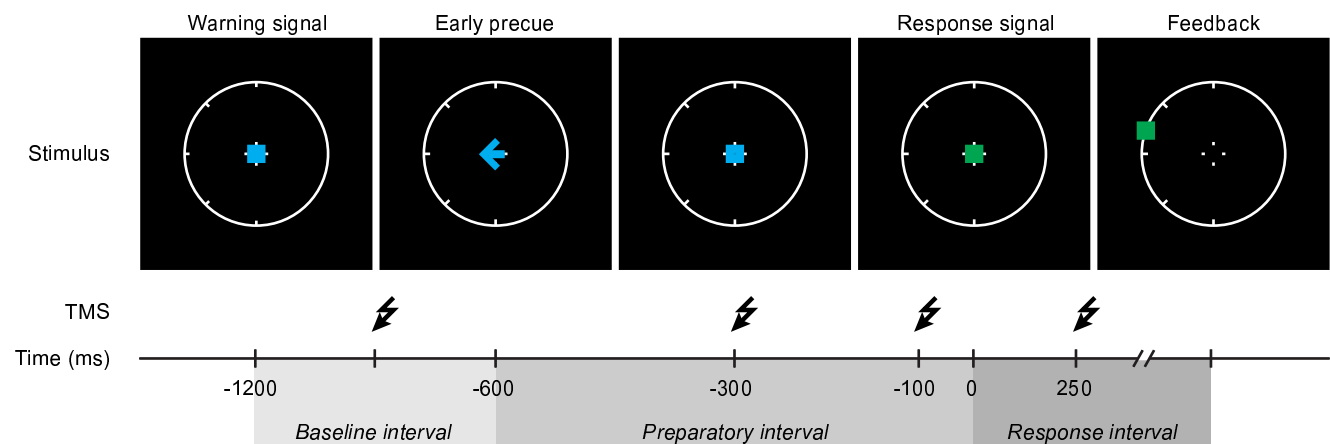 Warning signal Early precue Response signal Feedback
Stimulus
TMS
Time (ms)
-1200 -600 -300 -100 0 250
Baseline interval Preparatory interval Response interval